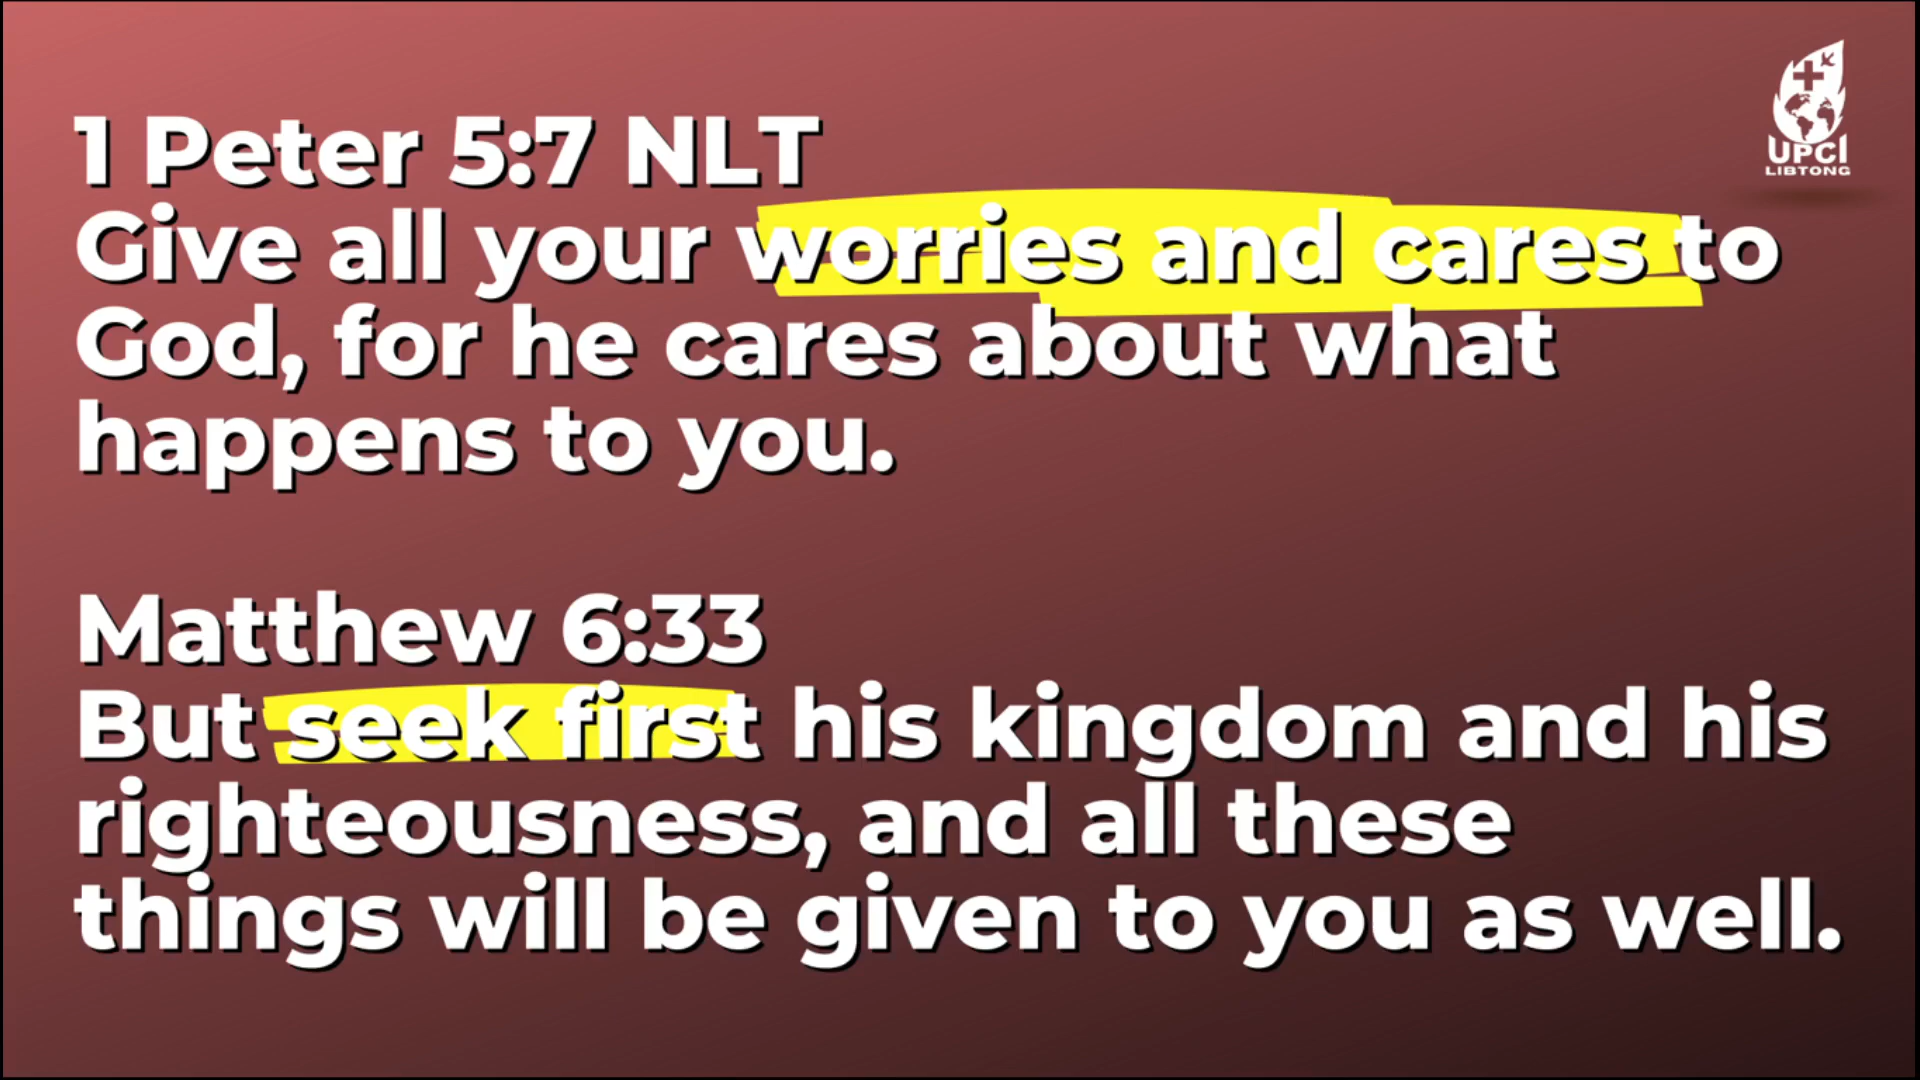 UPCI
LIBTONG
1 Peter 5:7 NLT
Give all your worries and cares to
God, for he cares about what
happens to you.
Matthew 6:33
But seek first his kingdom and his
righteousness, and all these
things will be given to you as well.